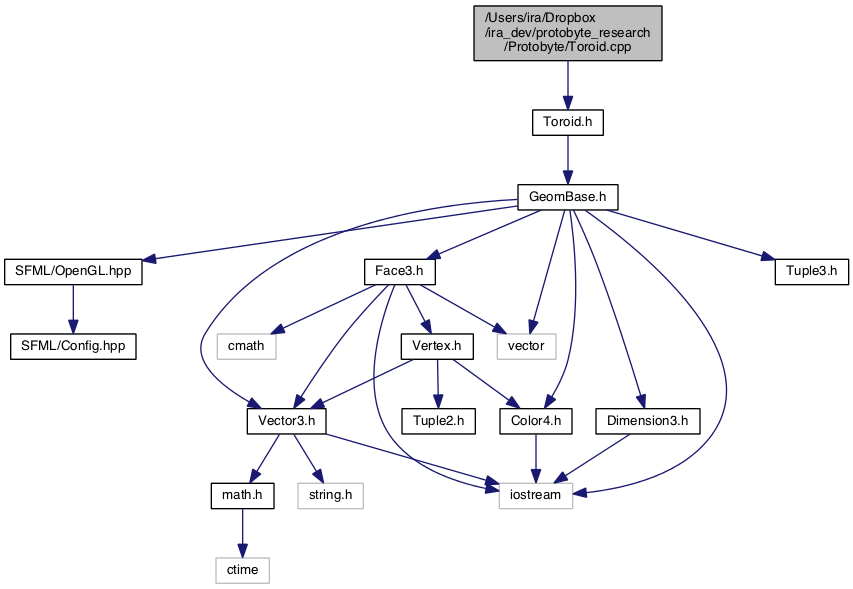 /Users/ira/Dropbox
/ira_dev/protobyte_research
/Protobyte/Toroid.cpp
Toroid.h
GeomBase.h
SFML/OpenGL.hpp
Face3.h
Tuple3.h
SFML/Config.hpp
cmath
Vertex.h
vector
Vector3.h
Tuple2.h
Color4.h
Dimension3.h
math.h
string.h
iostream
ctime